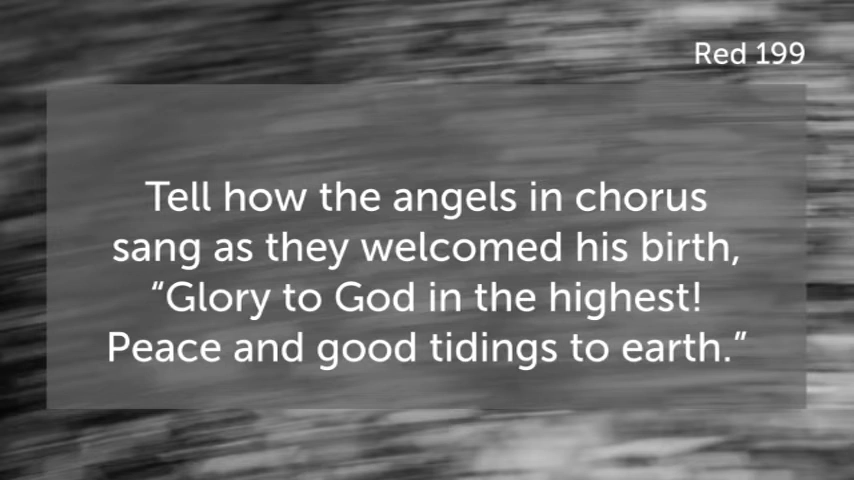 Red 199
Tell how the angels in chorus
sang as they welcomed his birth,
“Glory to God in the highest!
Peace and good tidings to earth.”